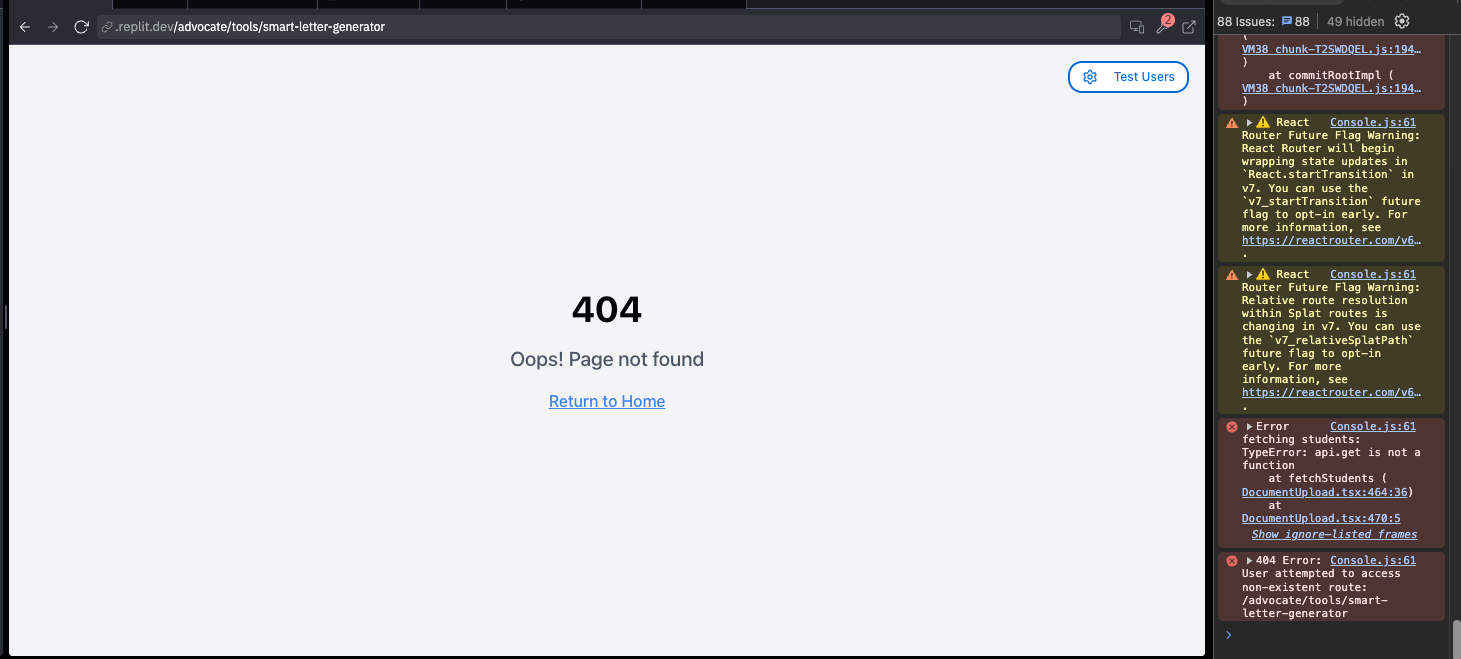 .replit.dev/advocate/tools/smart-letter-generator
2
Test Users
404
Oops! Page not found
Return to Home
88 Issues: 88 49 hidden
(
VM38 chunk-T2SWDQEL.js:194…
)
at commitRootImpl (
VM38 chunk-T2SWDQEL.js:194…
)
React Console.js:61
Router Future Flag Warning:
React Router will begin
wrapping state updates in
`React.startTransition` in
v7. You can use the
`v7_startTransition` future
flag to opt-in early. For
more information, see
https://reactrouter.com/v6…
.
React Console.js:61
Router Future Flag Warning:
Relative route resolution
within Splat routes is
changing in v7. You can use
the `v7_relativeSplatPath`
future flag to opt-in
early. For more
information, see
https://reactrouter.com/v6…
.
Error Console.js:61
fetching students:
TypeError: api.get is not a
function
at fetchStudents (
DocumentUpload.tsx:464:36)
at
DocumentUpload.tsx:470:5
Show ignore-listed frames
404 Error: Console.js:61
User attempted to access
non-existent route:
/advocate/tools/smart-
letter-generator